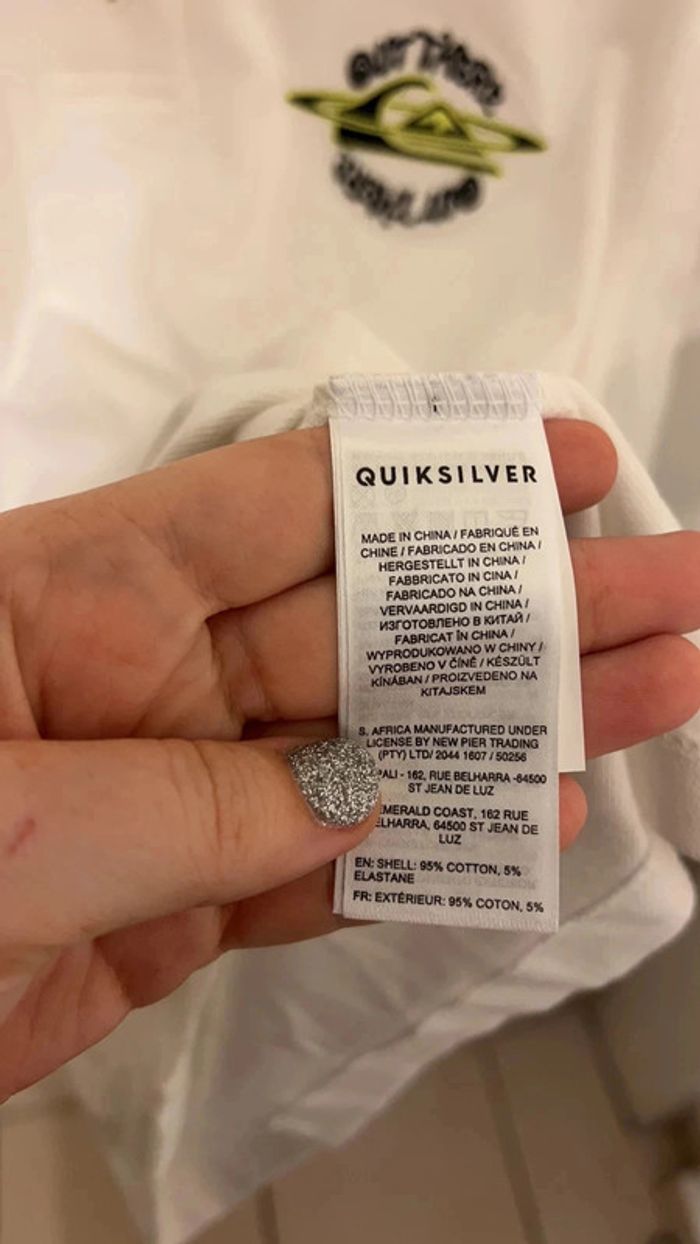 QUIKSILVER
MADE IN CHINA / FABRIQUÉ EN
CHINE / FABRICADO EN CHINA /
HERGESTELLT IN CHINA /
FABBRICATO IN CINA /
FABRICADO NA CHINA /
VERVAARDIGD IN CHINA /
ИЗГОТОВЛЕНО В КИТАЙ /
FABRICAT ÎN CHINA /
WYPRODUKOWANO W CHINY /
VYROBENO V ČÍNĚ / KÉSZÜLT
KÍNÁBAN / PROIZVEDENO NA
KITAJSKEM
S. AFRICA MANUFACTURED UNDER
LICENSE BY NEW PIER TRADING
(PTY) LTD/ 2044 1607 / 50256
- 162, RUE BELHARRA -64500
ST JEAN DE LUZ
COAST, 162 RUE
64500 ST JEAN DE
LUZ
EN: SHELL: 95% COTTON, 5%
ELASTANE
FR: EXTÉRIEUR: 95% COTON, 5%